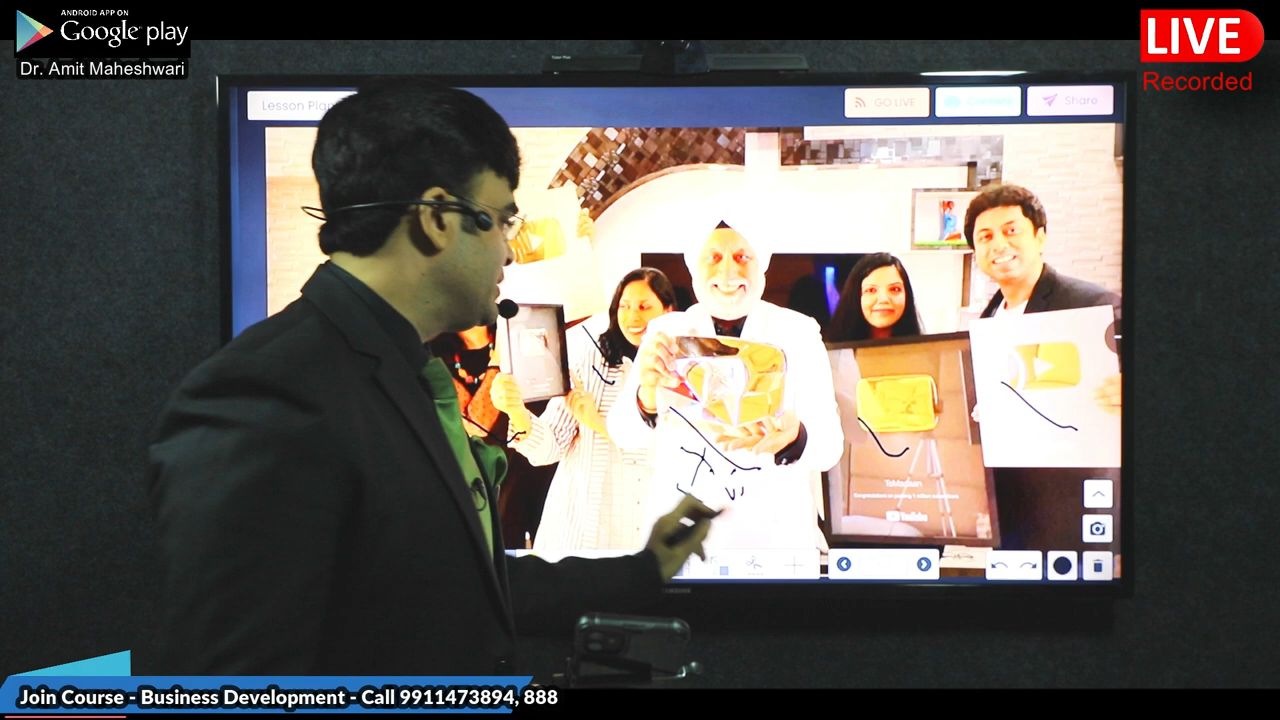 ANDROID APP ON
Google play
Dr. Amit Maheshwari
LIVE
Recorded
Lesson Plan
GO LIVE
Share
YouTube
SAMSUNG
Join Course - Business Development - Call 9911473894, 888